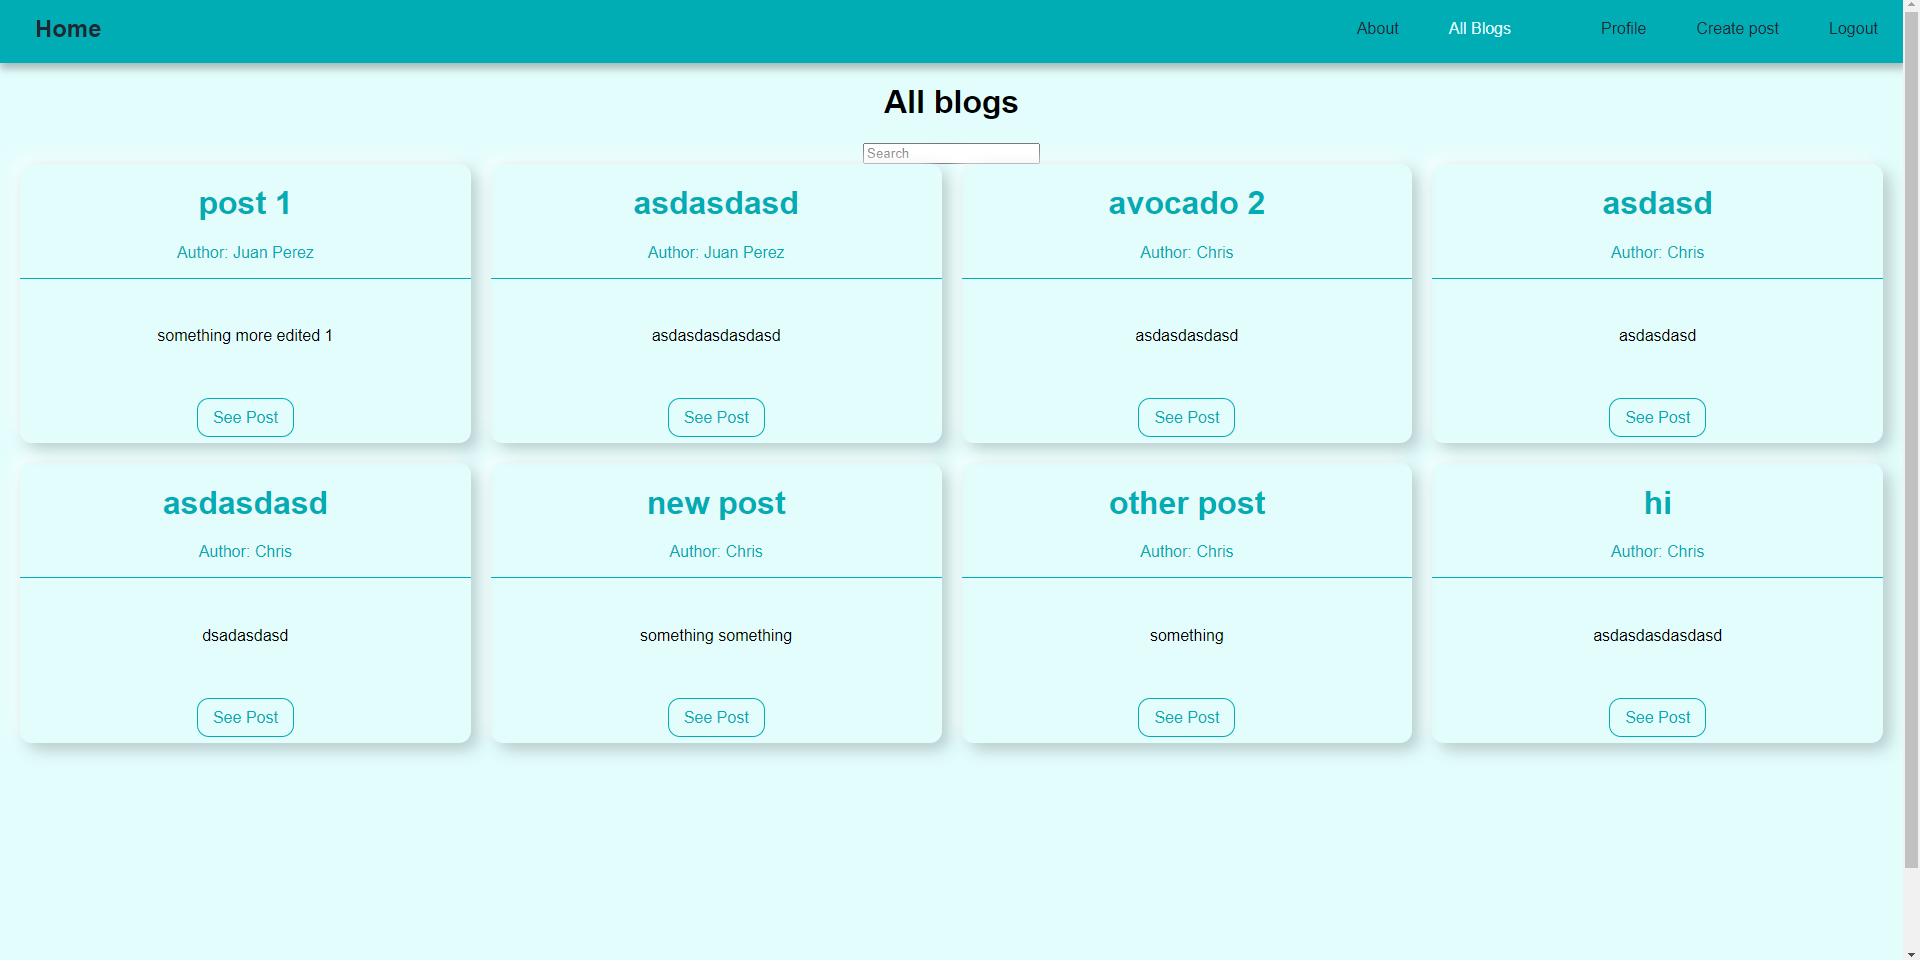 Home About All Blogs Profile Create post Logout
All blogs
Search
post 1
Author: Juan Perez
something more edited 1
See Post
asdasdasd
Author: Juan Perez
asdasdasdasdasd
See Post
avocado 2
Author: Chris
asdasdasdasd
See Post
asdasd
Author: Chris
asdasdasd
See Post
asdasdasd
Author: Chris
dsadasdasd
See Post
new post
Author: Chris
something something
See Post
other post
Author: Chris
something
See Post
hi
Author: Chris
asdasdasdasdasd
See Post